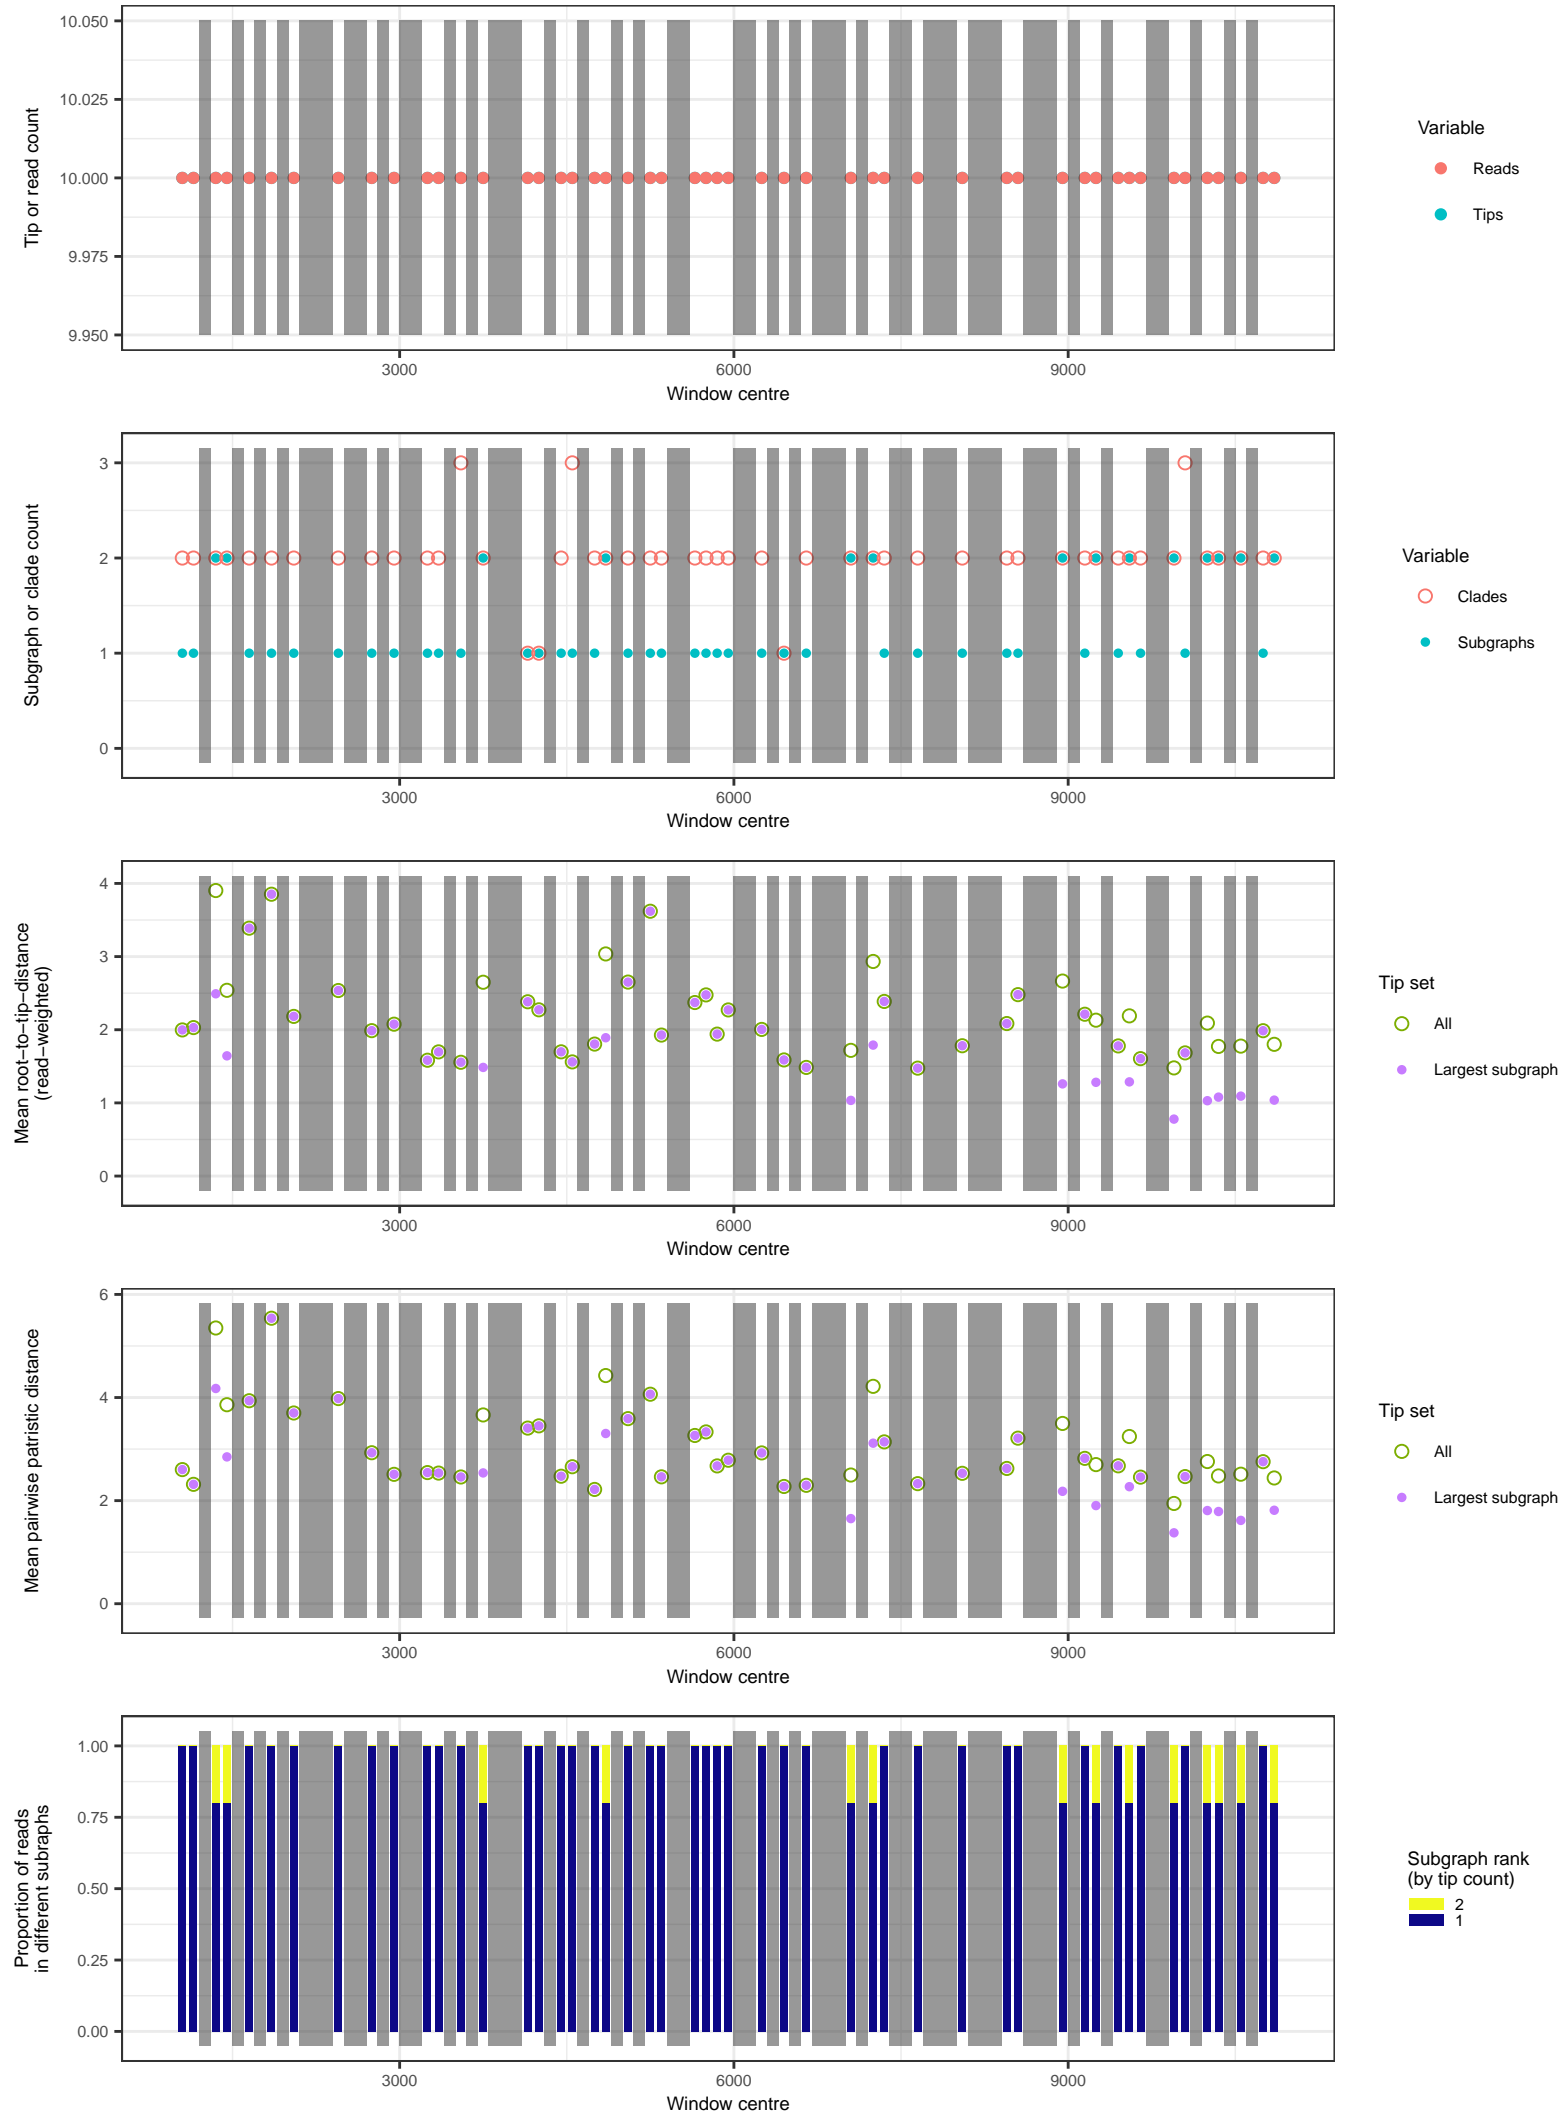 10.050
10.025
10.000
9.975
9.950
Tip or read count
3000 6000 9000
Window centre
Variable
Reads
Tips
3
2
1
0
Subgraph or clade count
3000 6000 9000
Window centre
Variable
Clades
Subgraphs
4
3
2
1
0
Mean root−to−tip−distance
(read−weighted)
3000 6000 9000
Window centre
Tip set
All
Largest subgraph
6
4
2
0
Mean pairwise patristic distance
3000 6000 9000
Window centre
Tip set
All
Largest subgraph
1.00
0.75
0.50
0.25
0.00
Proportion of reads
in different subraphs
3000 6000 9000
Window centre
Subgraph rank
(by tip count)
2
1